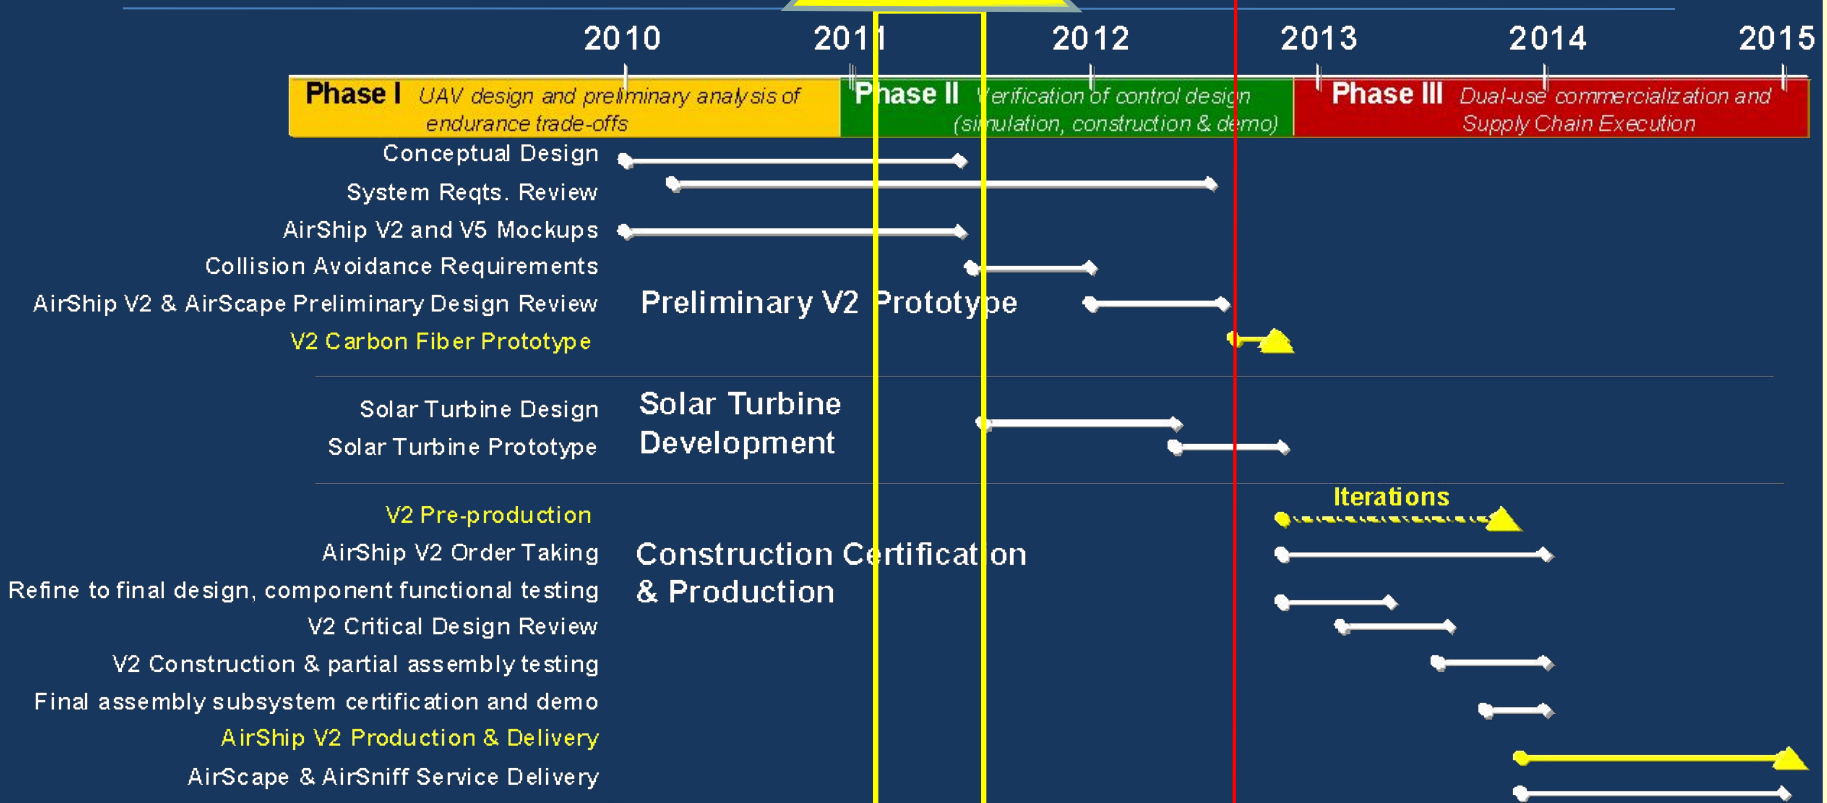 2010 2011 2012 2013 2014 2015
Phase I UAV design and preliminary analysis of
endurance trade-offs
Phase II Verification of control design
(simulation, construction & demo)
Phase III Dual-use commercialization and
Supply Chain Execution
Conceptual Design
System Reqts. Review
AirShip V2 and V5 Mockups
Collision Avoidance Requirements
AirShip V2 & AirScape Preliminary Design Review
Preliminary V2 Prototype
V2 Carbon Fiber Prototype
Solar Turbine Design
Solar Turbine Prototype
Solar Turbine
Development
Iterations
V2 Pre-production
AirShip V2 Order Taking
Refine to final design, component functional testing
Construction Certification
& Production
V2 Critical Design Review
V2 Construction & partial assembly testing
Final assembly subsystem certification and demo
AirShip V2 Production & Delivery
AirScape & AirSniff Service Delivery